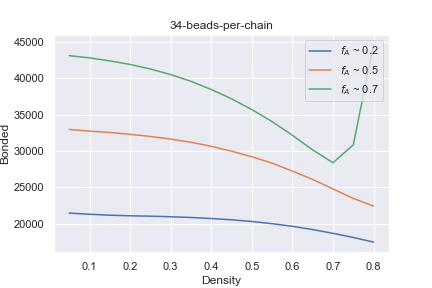 34-beads-per-chain
45000
40000
35000
30000
25000
20000
Bonded
f_A ~ 0.2
f_A ~ 0.5
f_A ~ 0.7
0.1 0.2 0.3 0.4 0.5 0.6 0.7 0.8
Density